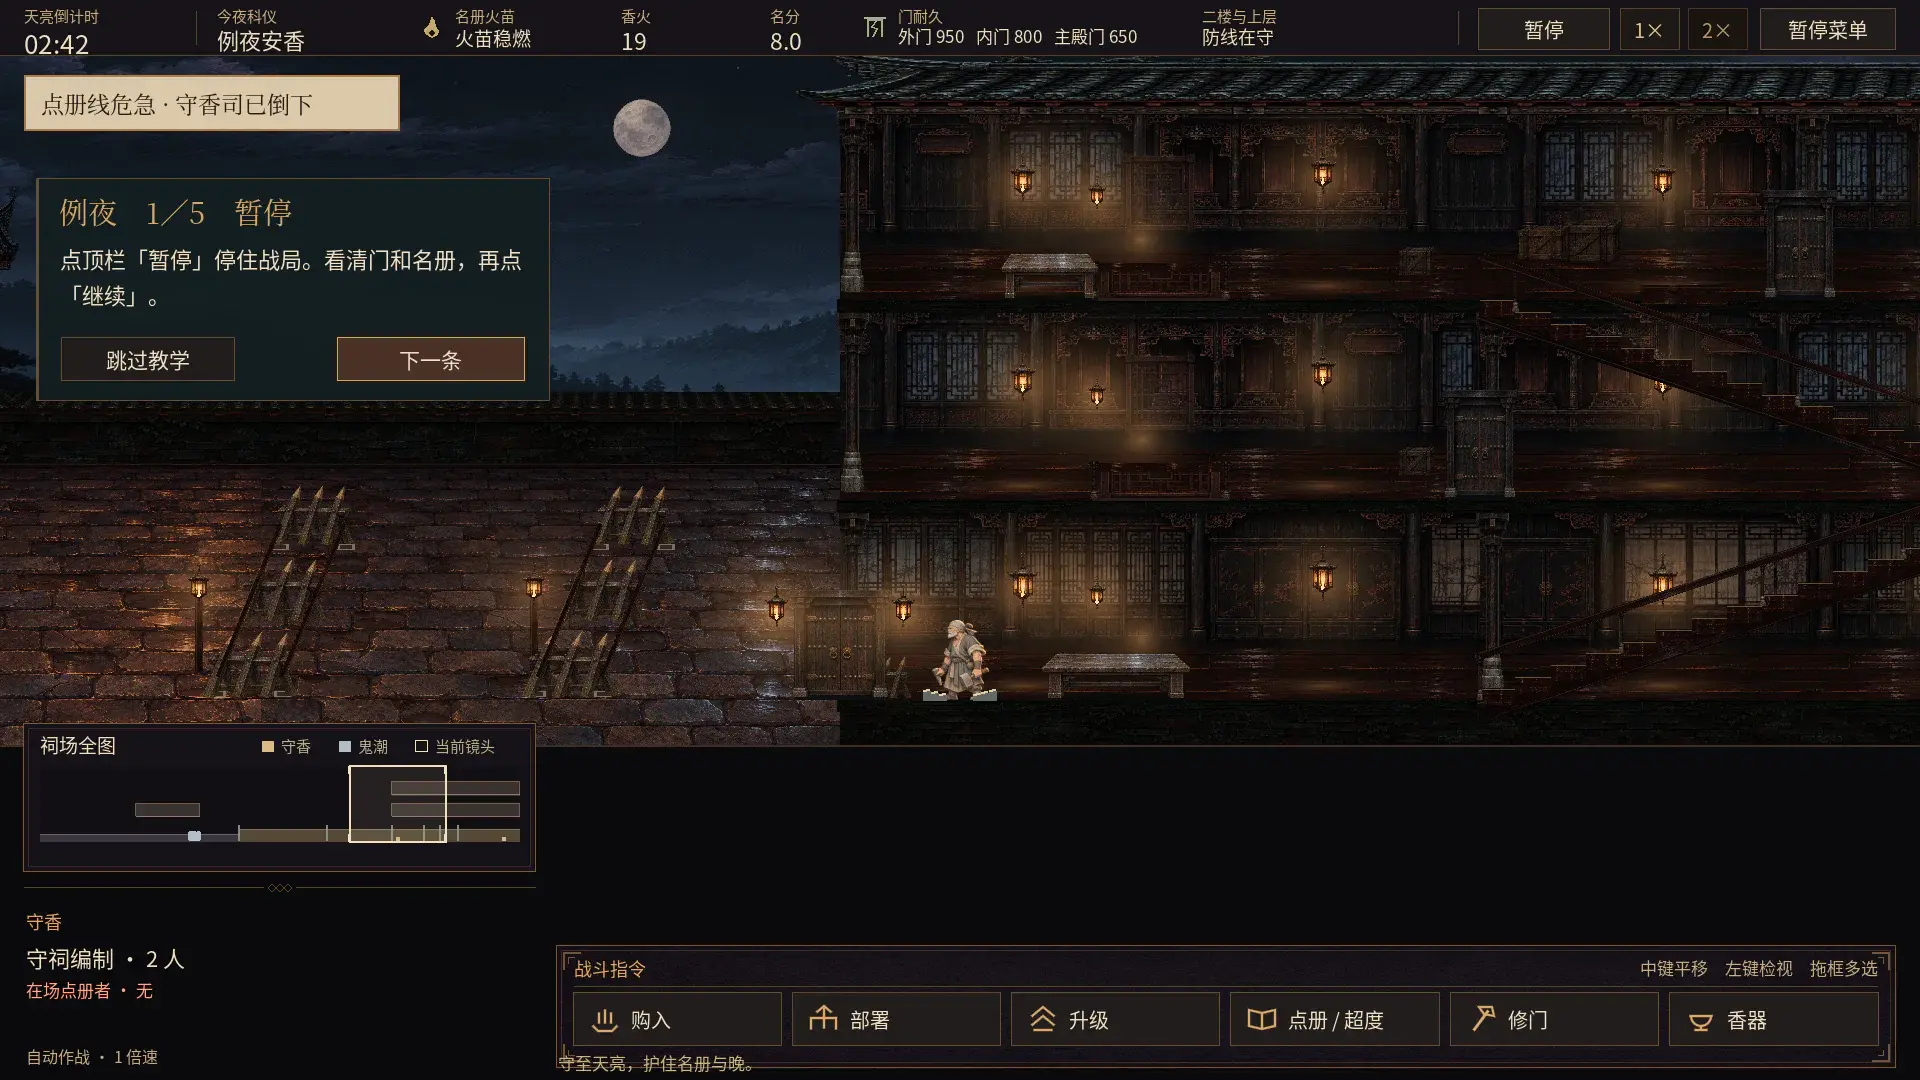 天亮倒计时
02:42
今夜科仪
例夜安香
名册火苗
火苗稳燃
香火
19
名分
8.0
门耐久
外门 950 内门 800 主殿门 650
二楼与上层
防线在守
暂停
1×
2×
暂停菜单
点册线危急 · 守香司已倒下
例夜 1／5 暂停
点顶栏「暂停」停住战局。看清门和名册，再点
「继续」。
跳过教学
下一条
祠场全图
守香
鬼潮
当前镜头
守香
守祠编制 · 2 人
在场点册者 · 无
自动作战 · 1 倍速
战斗指令
中键平移 左键检视 拖框多选
购入
部署
升级
点册 / 超度
修门
香器
守至天亮，护住名册与晚。